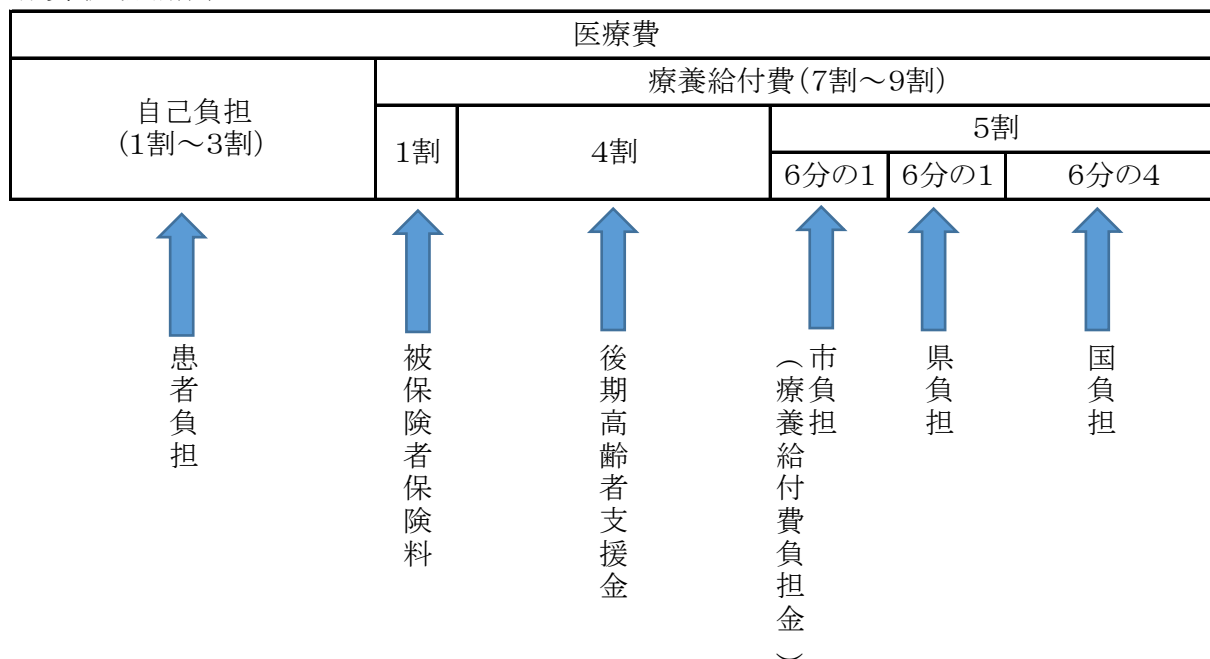 医療費
自己負担
(1割~3割)
療養給付費(7割~9割)
1割
4割
5割
6分の1
6分の1
6分の4
患者負担
被保険者保険料
後期高齢者支援金
市負担
(療養給付費負担金)
県負担
国負担